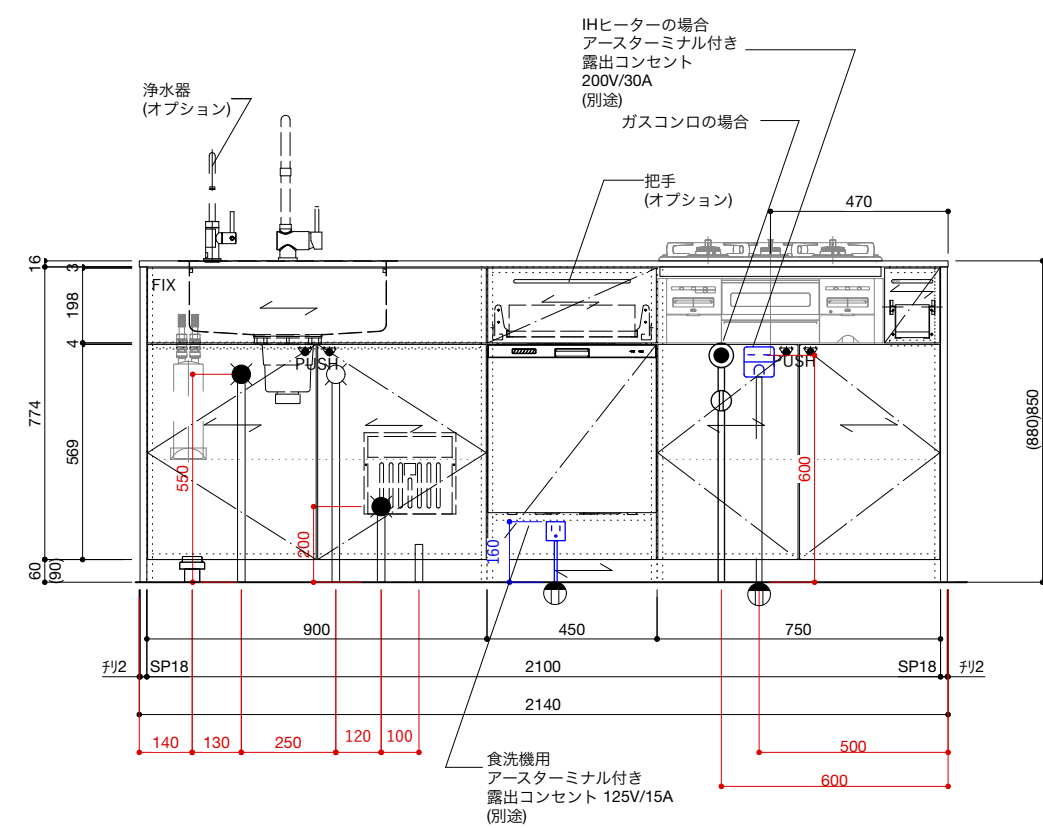 IHヒーターの場合
アースターミナル付き
露出コンセント
200V/30A
(別途)
浄水器
(オプション)
ガスコンロの場合
把手
(オプション)
470
16
3
FIX
198
4
PUSH
PUSH
774
569
550
600
(880)850
200
160
60
(90)
900
450
750
ﾁﾘ2
SP18
2100
SP18
ﾁﾘ2
2140
140
130
250
120
100
500
600
食洗機用
アースターミナル付き
露出コンセント 125V/15A
(別途)